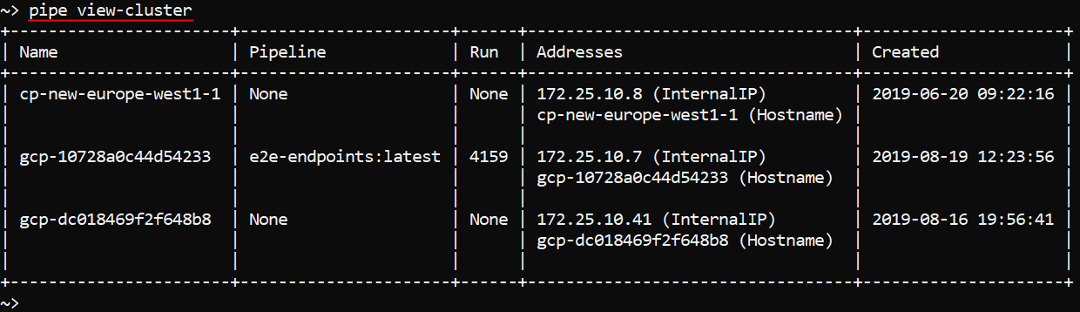 ~> pipe view-cluster
+-----------------------+----------------------+------+----------------------------------+---------------------+
| Name                  | Pipeline             | Run  | Addresses                        | Created             |
+-----------------------+----------------------+------+----------------------------------+---------------------+
| cp-new-europe-west1-1 | None                 | None | 172.25.10.8 (InternalIP)         | 2019-06-20 09:22:16 |
|                       |                      |      | cp-new-europe-west1-1 (Hostname) |                     |
|                       |                      |      |                                  |                     |
| gcp-10728a0c44d54233  | e2e-endpoints:latest | 4159 | 172.25.10.7 (InternalIP)         | 2019-08-19 12:23:56 |
|                       |                      |      | gcp-10728a0c44d54233 (Hostname)  |                     |
|                       |                      |      |                                  |                     |
| gcp-dc018469f2f648b8  | None                 | None | 172.25.10.41 (InternalIP)        | 2019-08-16 19:56:41 |
|                       |                      |      | gcp-dc018469f2f648b8 (Hostname)  |                     |
|                       |                      |      |                                  |                     |
+-----------------------+----------------------+------+----------------------------------+---------------------+
~>